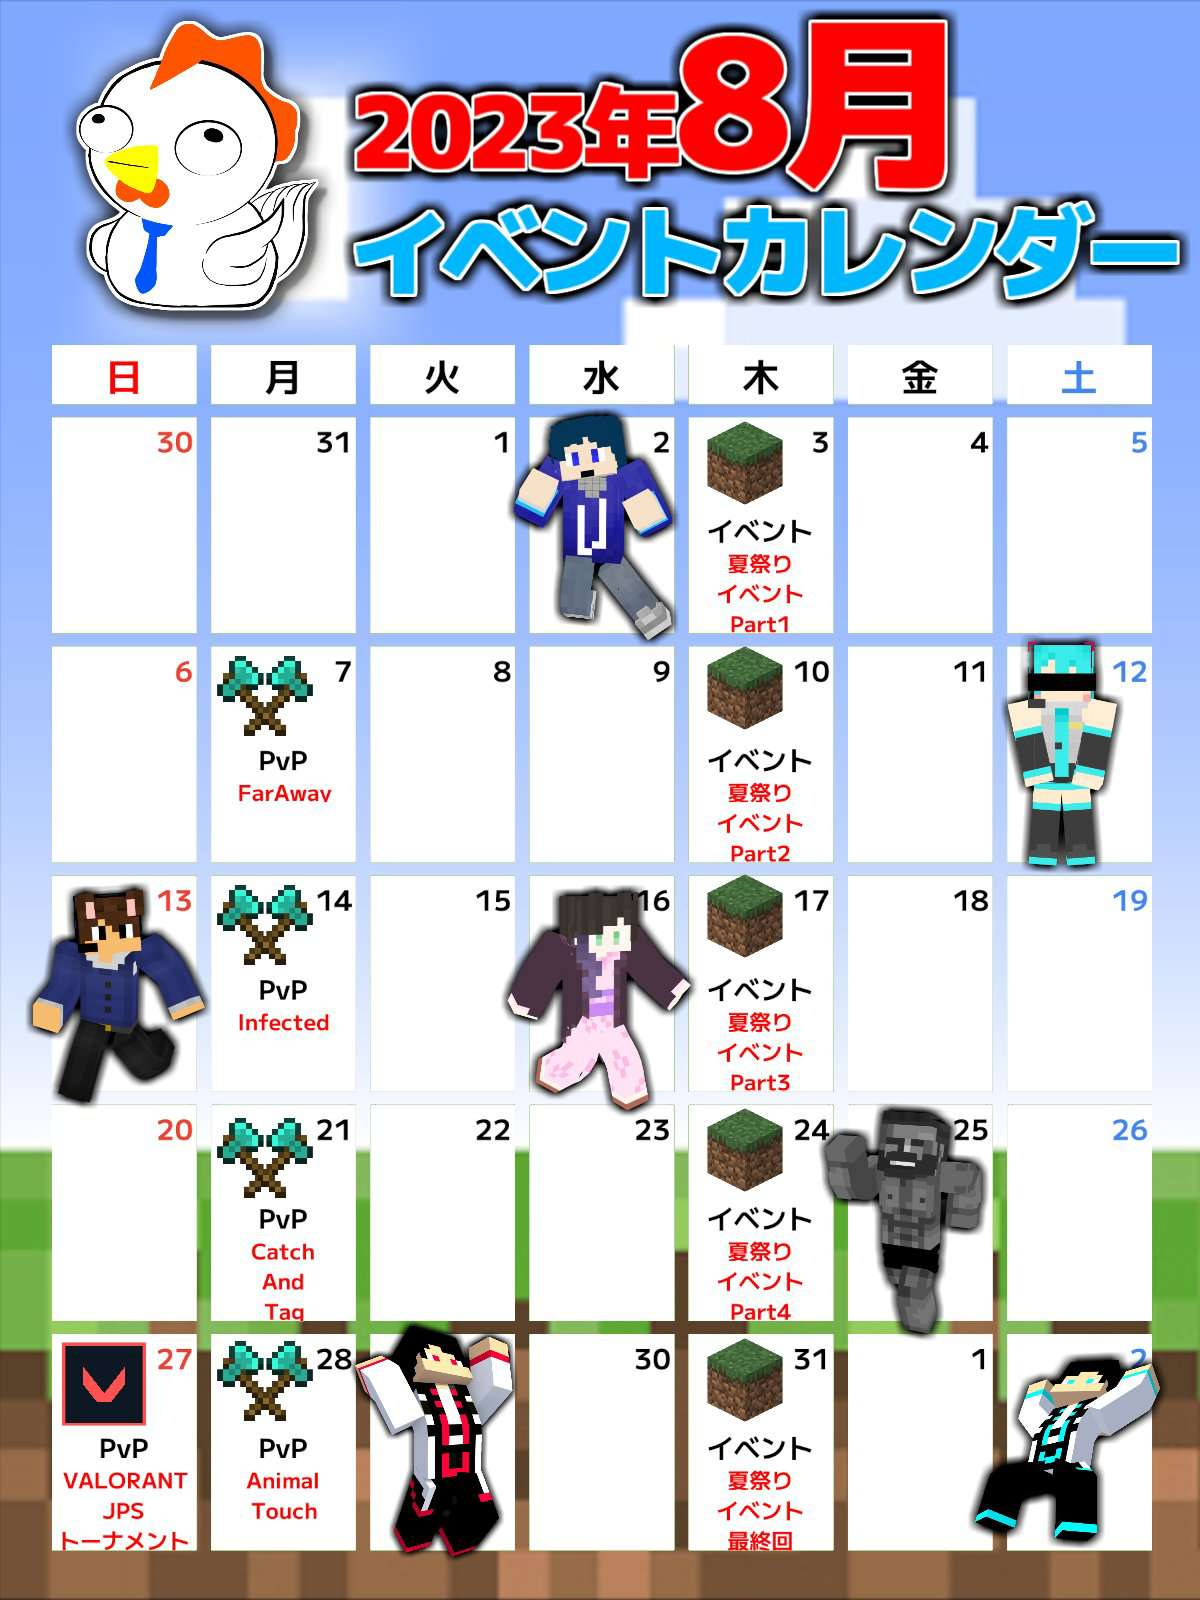 2023年8月
イベントカレンダー
日 月 火 水 木 金 土
30 31 1 2 3 4 5
イベント
夏祭り
イベント
Part1
6 7 8 9 10 11 12
PvP
FarAway
イベント
夏祭り
イベント
Part2
13 14 15 16 17 18 19
PvP
Infected
イベント
夏祭り
イベント
Part3
20 21 22 23 24 25 26
PvP
Catch
And
Tag
イベント
夏祭り
イベント
Part4
27 28 30 31 1 2
PvP
VALORANT
JPS
トーナメント
PvP
Animal
Touch
イベント
夏祭り
イベント
最終回